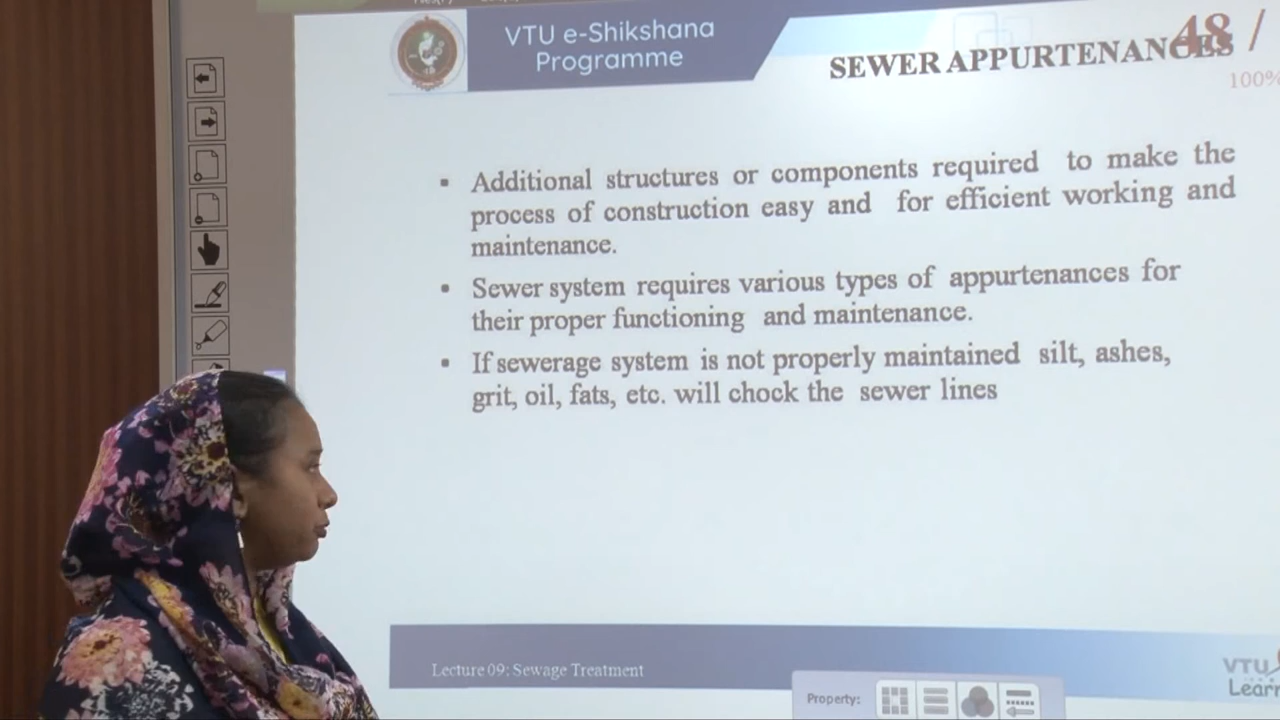 VTU e-Shikshana
Programme
SEWER APPURTENANCES
48 /
100%
▪ Additional structures or components required to make the
process of construction easy and for efficient working and
maintenance.
• Sewer system requires various types of appurtenances for
their proper functioning and maintenance.
• If sewerage system is not properly maintained silt, ashes,
grit, oil, fats, etc. will chock the sewer lines
Lecture 09: Sewage Treatment
Property:
VTU
Learn